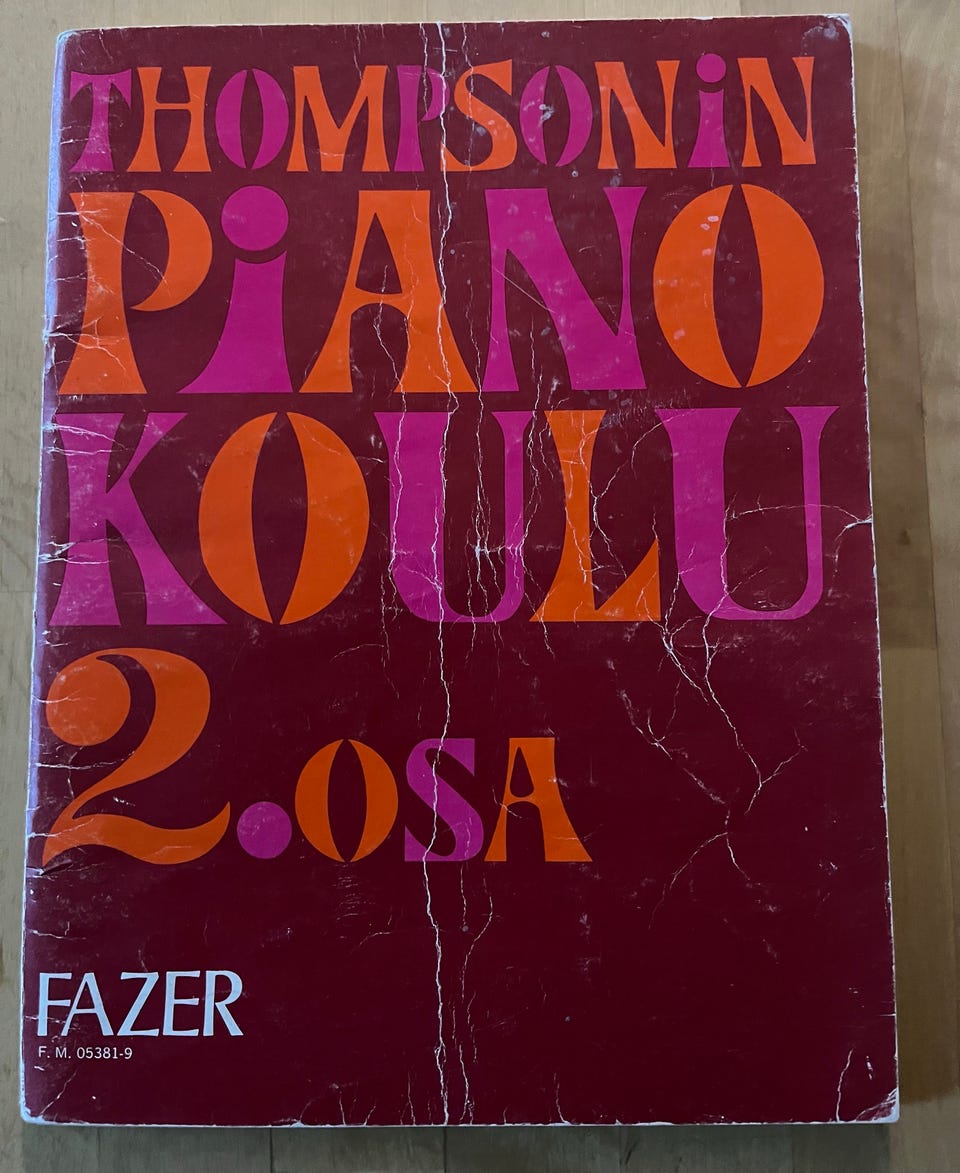 THOMPSONiN
PiANO
KOULU
2.OSA
FAZER
F. M. 05381-9